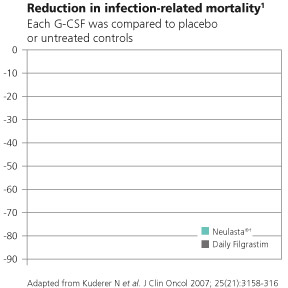 Reduction in infection-related mortality¹
Each G-CSF was compared to placebo
or untreated controls
0
-10
-20
-30
-40
-50
-60
-70
-80
-90
Neulasta®¹
Daily Filgrastim
Adapted from Kuderer N et al. J Clin Oncol 2007; 25(21):3158-316